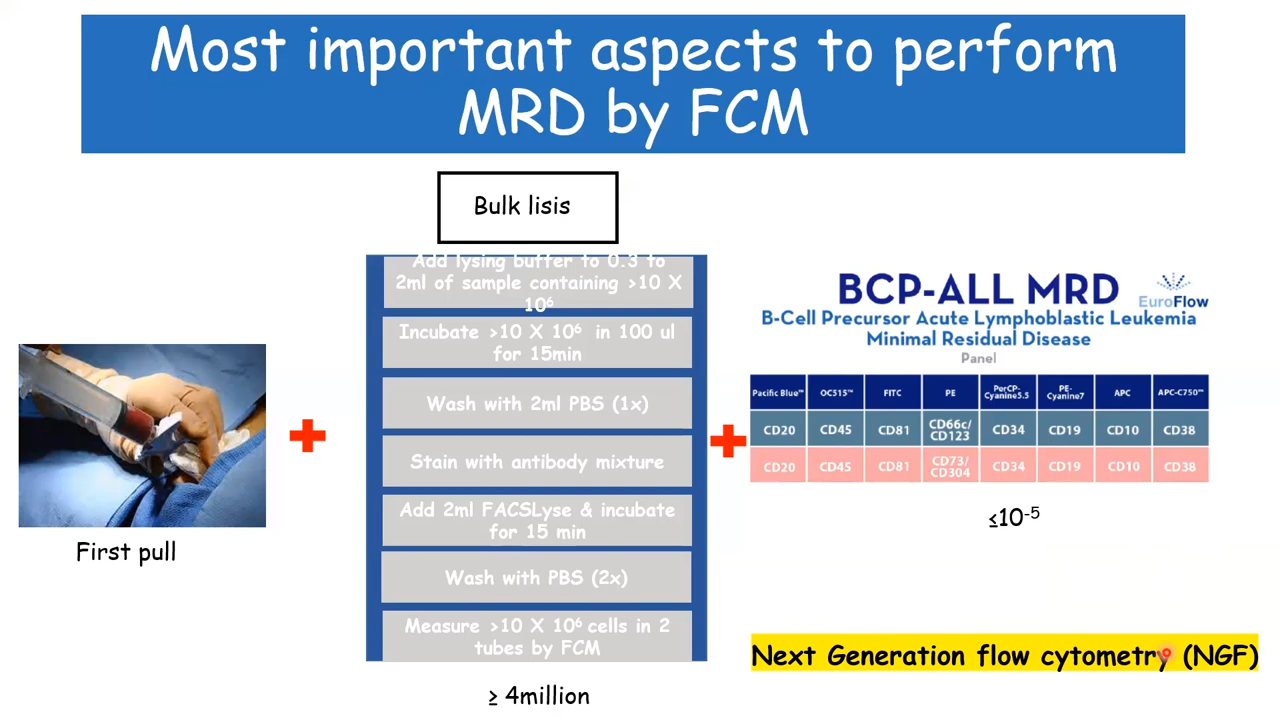 Most important aspects to perform
MRD by FCM
Bulk lisis
Add lysing buffer to 0.3 to
2ml of sample containing >10 X
10⁶
Incubate >10 X 10⁶ in 100 ul
for 15min
Wash with 2ml PBS (1x)
Stain with antibody mixture
Add 2ml FACSLyse & incubate
for 15 min
Wash with PBS (2x)
Measure >10 X 10⁶ cells in 2
tubes by FCM
≥ 4million
First pull
BCP-ALL MRD
EuroFlow
B-Cell Precursor Acute Lymphoblastic Leukemia
Minimal Residual Disease
Panel
Pacific Blue™ OC515™ FITC PE PerCP-Cyanine5.5 PE-Cyanine7 APC APC-C750™
CD20 CD45 CD81 CD66c/CD123 CD34 CD19 CD10 CD38
CD20 CD45 CD81 CD73/CD304 CD34 CD19 CD10 CD38
≤10⁻⁵
Next Generation flow cytometry (NGF)